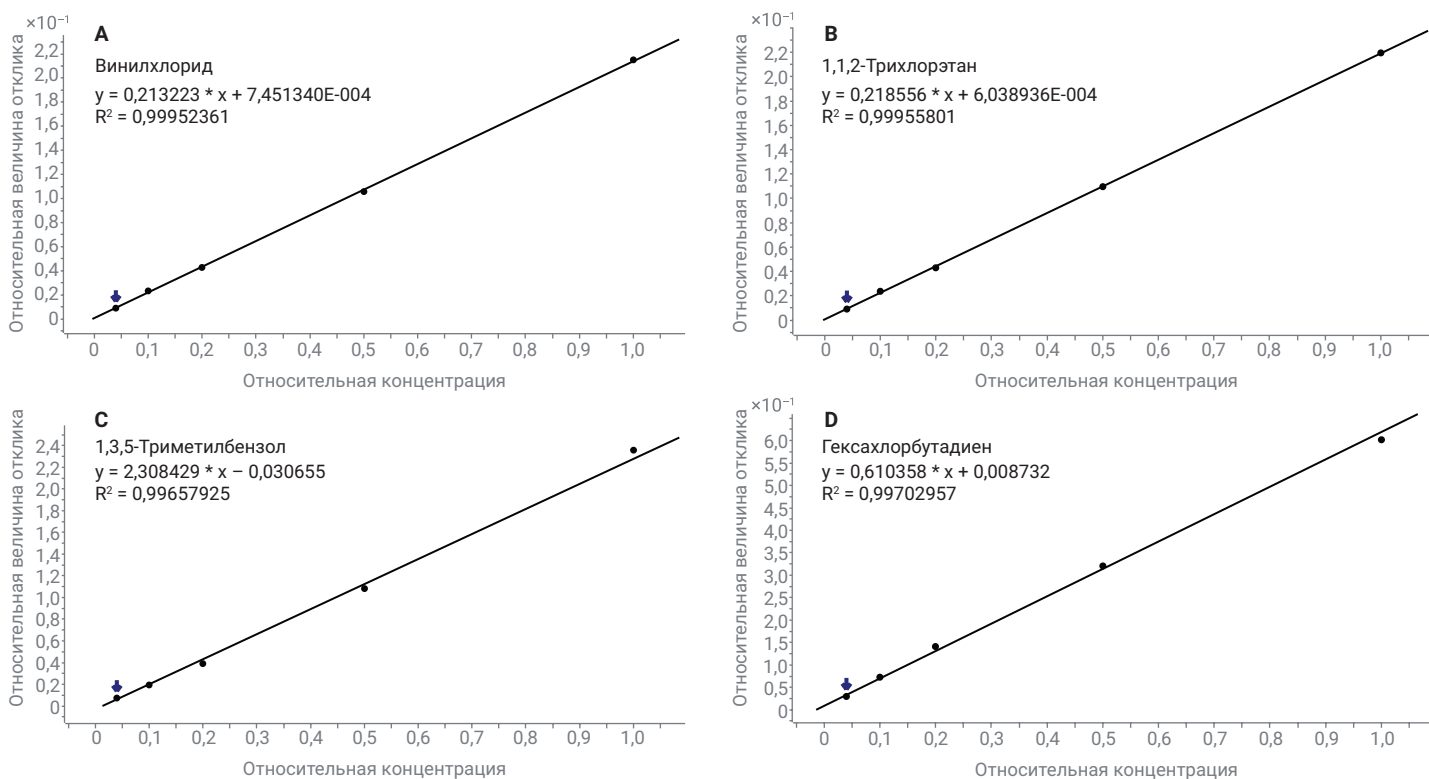 ×10⁻¹
A
Винилхлорид
y = 0,213223 * x + 7,451340E-004
R² = 0,99952361
Относительная величина отклика
2,2
2,0
1,8
1,6
1,4
1,2
1,0
0,8
0,6
0,4
0,2
0
0 0,1 0,2 0,3 0,4 0,5 0,6 0,7 0,8 0,9 1,0
Относительная концентрация
×10⁻¹
B
1,1,2-Трихлорэтан
y = 0,218556 * x + 6,038936E-004
R² = 0,99955801
Относительная величина отклика
2,2
2,0
1,8
1,6
1,4
1,2
1,0
0,8
0,6
0,4
0,2
0
0 0,1 0,2 0,3 0,4 0,5 0,6 0,7 0,8 0,9 1,0
Относительная концентрация
C
1,3,5-Триметилбензол
y = 2,308429 * x – 0,030655
R² = 0,99657925
Относительная величина отклика
2,4
2,2
2,0
1,8
1,6
1,4
1,2
1,0
0,8
0,6
0,4
0,2
0
0 0,1 0,2 0,3 0,4 0,5 0,6 0,7 0,8 0,9 1,0
Относительная концентрация
×10⁻¹
D
Гексахлорбутадиен
y = 0,610358 * x + 0,008732
R² = 0,99702957
Относительная величина отклика
6,0
5,5
5,0
4,5
4,0
3,5
3,0
2,5
2,0
1,5
1,0
0,5
0
0 0,1 0,2 0,3 0,4 0,5 0,6 0,7 0,8 0,9 1,0
Относительная концентрация